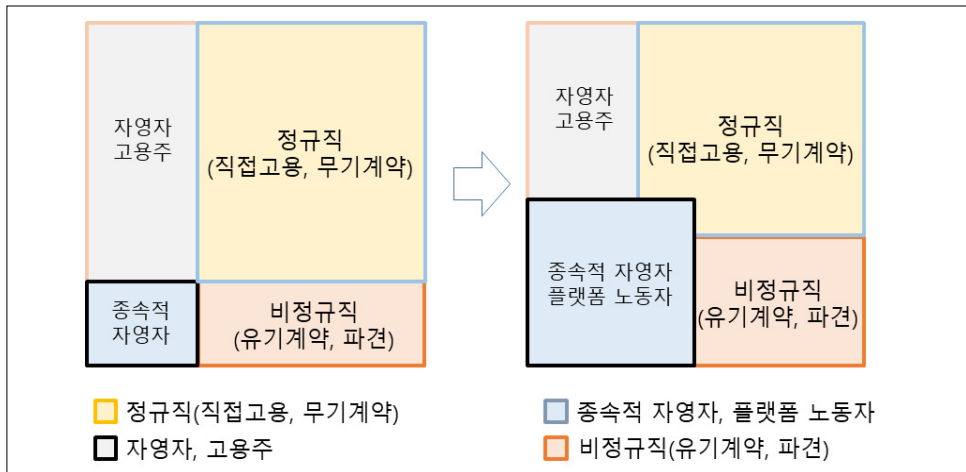 자영자
고용주
정규직
(직접고용, 무기계약)
종속적
자영자
비정규직
(유기계약, 파견)
자영자
고용주
정규직
(직접고용, 무기계약)
종속적 자영자
플랫폼 노동자
비정규직
(유기계약, 파견)
정규직(직접고용, 무기계약)
자영자, 고용주
종속적 자영자, 플랫폼 노동자
비정규직(유기계약, 파견)